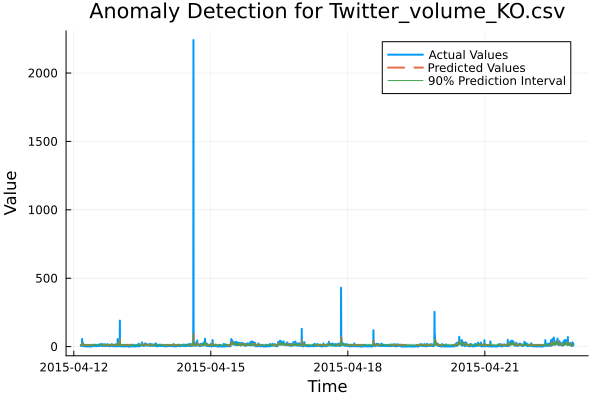 Anomaly Detection for Twitter_volume_KO.csv
Actual Values
Predicted Values
90% Prediction Interval
Value
2000
1500
1000
500
0
2015-04-12 2015-04-15 2015-04-18 2015-04-21
Time